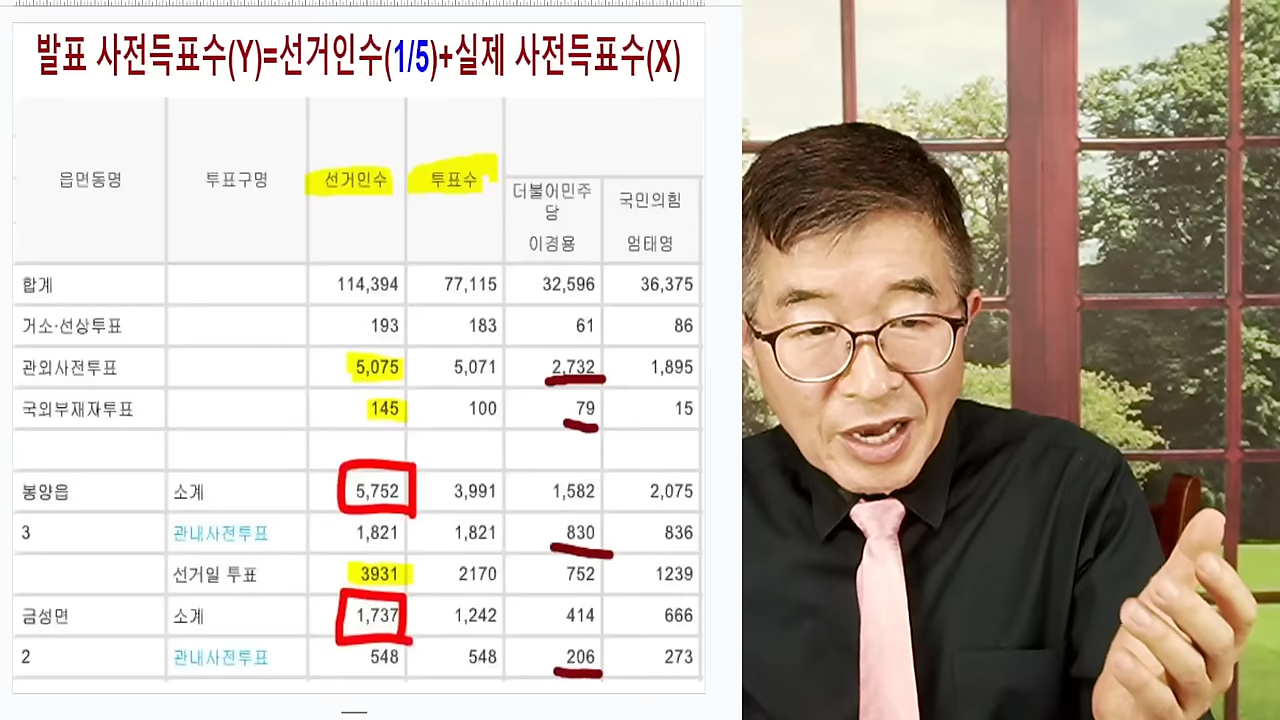 발표 사전득표수(Y)=선거인수(1/5)+실제 사전득표수(X)
읍면동명 투표구명 선거인수 투표수 더불어민주당 이경용 국민의힘 엄태영
합계 114,394 77,115 32,596 36,375
거소·선상투표 193 183 61 86
관외사전투표 5,075 5,071 2,732 1,895
국외부재자투표 145 100 79 15
봉양읍 소계 5,752 3,991 1,582 2,075
3 관내사전투표 1,821 1,821 830 836
선거일 투표 3931 2170 752 1239
금성면 소계 1,737 1,242 414 666
2 관내사전투표 548 548 206 273